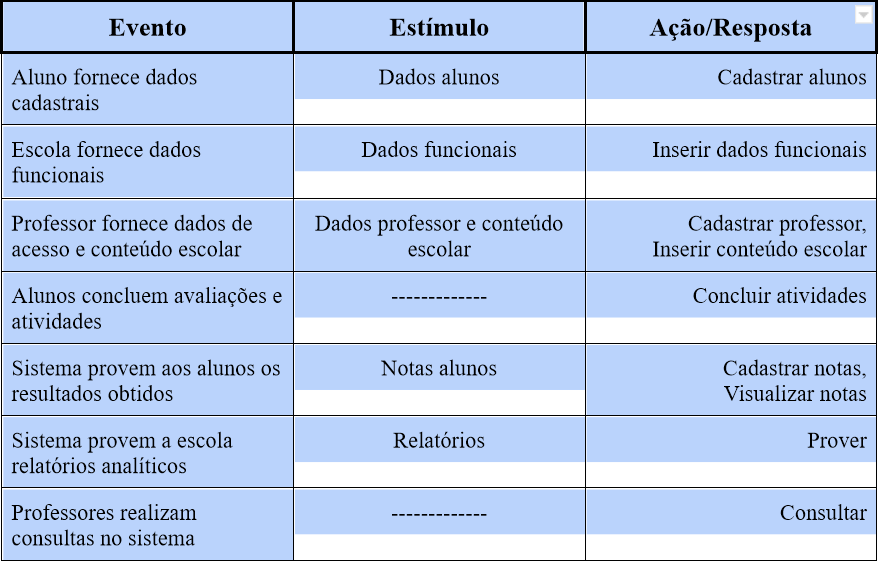 Evento
Estímulo
Ação/Resposta
Aluno fornece dados
cadastrais
Dados alunos
Cadastrar alunos
Escola fornece dados
funcionais
Dados funcionais
Inserir dados funcionais
Professor fornece dados de
acesso e conteúdo escolar
Dados professor e conteúdo
escolar
Cadastrar professor,
Inserir conteúdo escolar
Alunos concluem avaliações e
atividades
-------------
Concluir atividades
Sistema provem aos alunos os
resultados obtidos
Notas alunos
Cadastrar notas,
Visualizar notas
Sistema provem a escola
relatórios analíticos
Relatórios
Prover
Professores realizam
consultas no sistema
-------------
Consultar